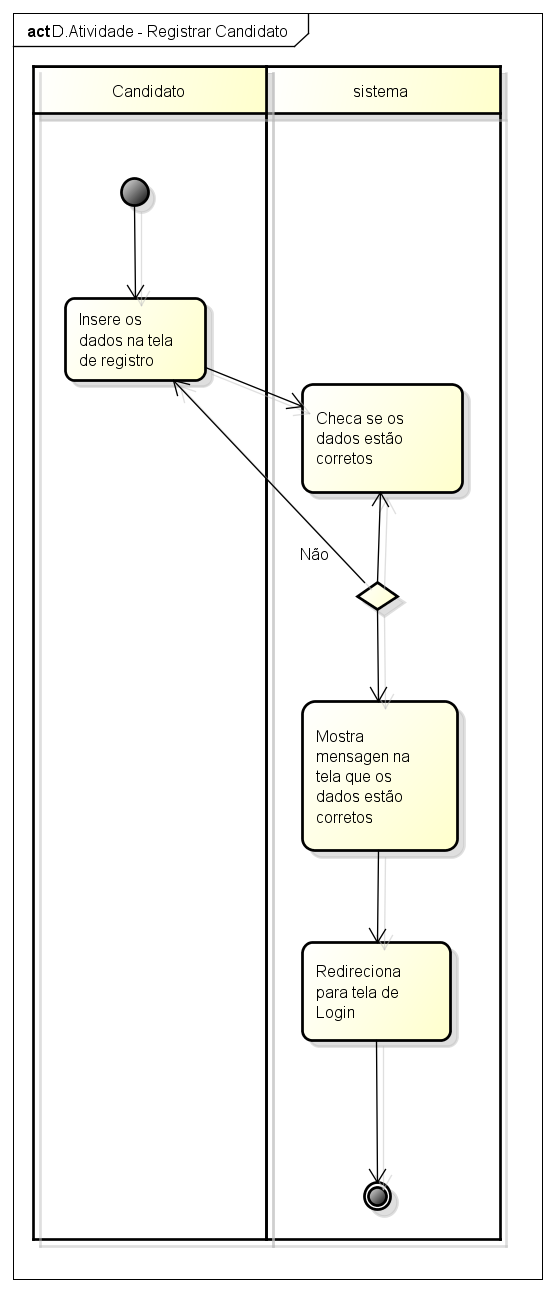 act D.Atividade - Registrar Candidato
Candidato
sistema
Insere os
dados na tela
de registro
Checa se os
dados estão
corretos
Não
Mostra
mensagen na
tela que os
dados estão
corretos
Redireciona
para tela de
Login